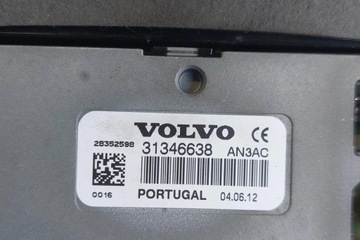 VOLVO CE
28352598 31346638 AN3AC
0016 PORTUGAL 04.06.12